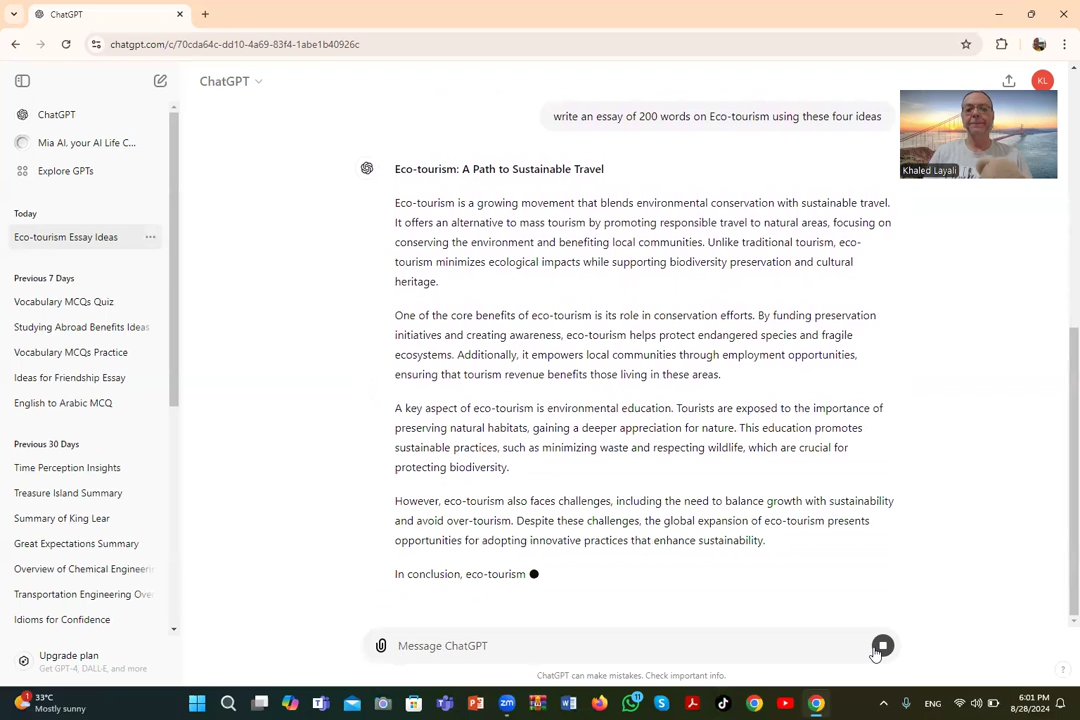 ChatGPT
chatgpt.com/c/70cda64c-dd10-4a69-83f4-1abe1b40926c
ChatGPT
KL
ChatGPT
Mia AI, your AI Life C...
Explore GPTs
Today
Eco-tourism Essay Ideas
Previous 7 Days
Vocabulary MCQs Quiz
Studying Abroad Benefits Ideas
Vocabulary MCQs Practice
Ideas for Friendship Essay
English to Arabic MCQ
Previous 30 Days
Time Perception Insights
Treasure Island Summary
Summary of King Lear
Great Expectations Summary
Overview of Chemical Engineerin
Transportation Engineering Ove
Idioms for Confidence
Upgrade plan
Get GPT-4, DALL·E, and more
write an essay of 200 words on Eco-tourism using these four ideas
Khaled Layali
Eco-tourism: A Path to Sustainable Travel
Eco-tourism is a growing movement that blends environmental conservation with sustainable travel.
It offers an alternative to mass tourism by promoting responsible travel to natural areas, focusing on
conserving the environment and benefiting local communities. Unlike traditional tourism, eco-
tourism minimizes ecological impacts while supporting biodiversity preservation and cultural
heritage.
One of the core benefits of eco-tourism is its role in conservation efforts. By funding preservation
initiatives and creating awareness, eco-tourism helps protect endangered species and fragile
ecosystems. Additionally, it empowers local communities through employment opportunities,
ensuring that tourism revenue benefits those living in these areas.
A key aspect of eco-tourism is environmental education. Tourists are exposed to the importance of
preserving natural habitats, gaining a deeper appreciation for nature. This education promotes
sustainable practices, such as minimizing waste and respecting wildlife, which are crucial for
protecting biodiversity.
However, eco-tourism also faces challenges, including the need to balance growth with sustainability
and avoid over-tourism. Despite these challenges, the global expansion of eco-tourism presents
opportunities for adopting innovative practices that enhance sustainability.
In conclusion, eco-tourism
Message ChatGPT
ChatGPT can make mistakes. Check important info.
?
33°C
Mostly sunny
11
ENG
6:01 PM
8/28/2024